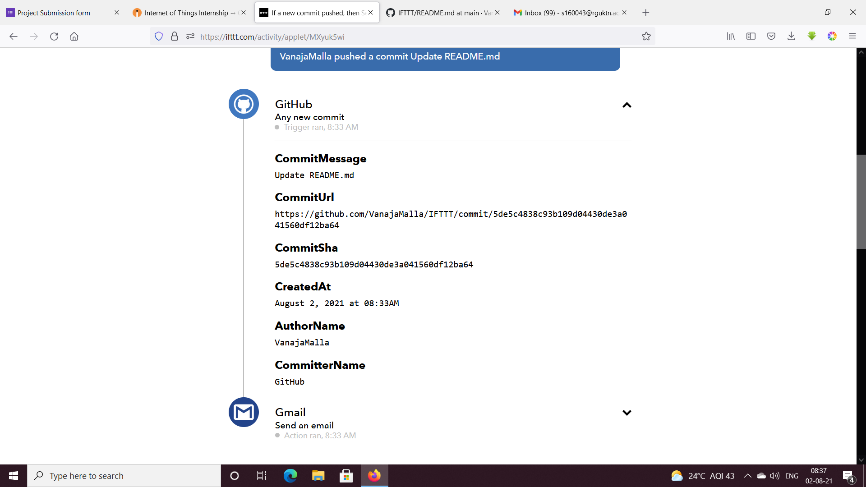 Project Submission form
Internet of Things Internship —
If a new commit pushed, then
IFTTT/README.md at main · Va
Inbox (99) - s160043@rguktn.ac
https://ifttt.com/activity/applet/MXyuk5wi
VanajaMalla pushed a commit Update README.md
GitHub
Any new commit
Trigger ran, 8:33 AM
CommitMessage
Update README.md
CommitUrl
https://github.com/VanajaMalla/IFTTT/commit/5de5c4838c93b109d04430de3a0
41560df12ba64
CommitSha
5de5c4838c93b109d04430de3a041560df12ba64
CreatedAt
August 2, 2021 at 08:33AM
AuthorName
VanajaMalla
CommitterName
GitHub
Gmail
Send an email
Action ran, 8:33 AM
Type here to search
24°C AQI 43
ENG
08:37
02-08-21
4